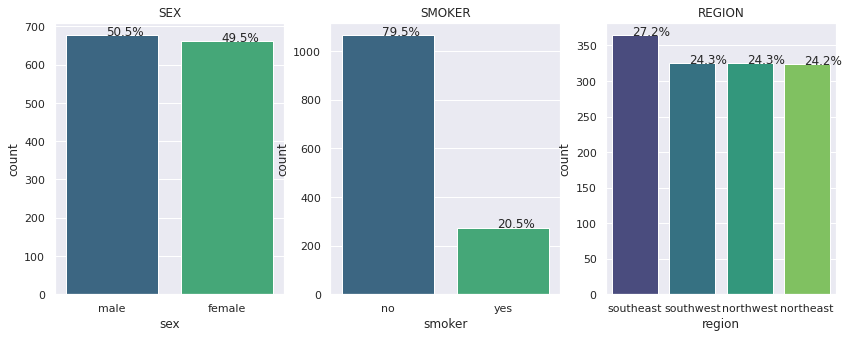 SEX
700
600
500
400
300
200
100
0
count
50.5%
49.5%
male
female
sex
SMOKER
1000
800
600
400
200
0
count
79.5%
20.5%
no
yes
smoker
REGION
350
300
250
200
150
100
50
0
count
27.2%
24.3%
24.3%
24.2%
southeast
southwest
northwest
northeast
region